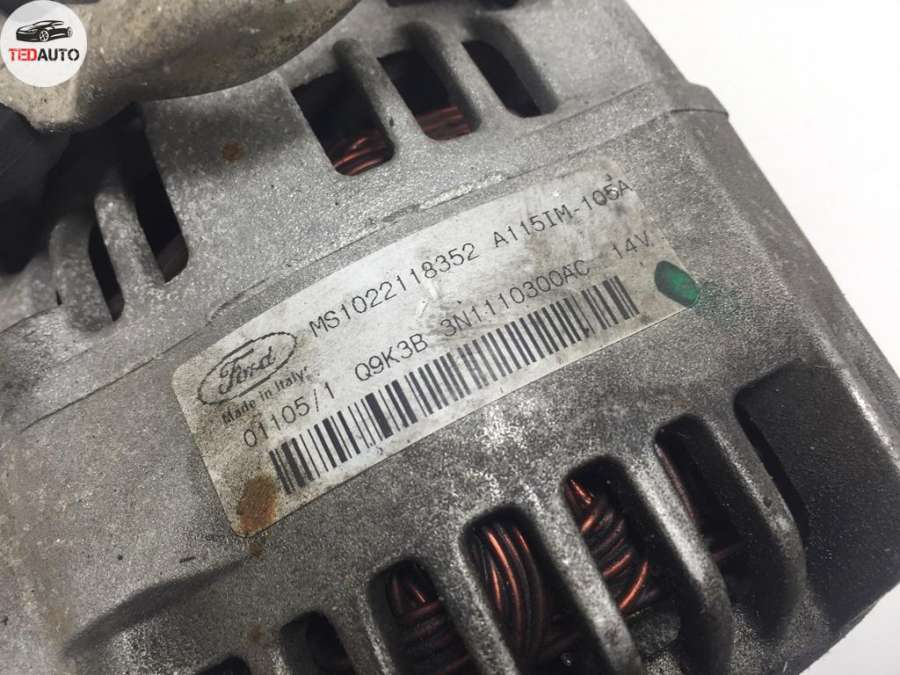 TEDAUTO
MS1022118352 A115IM-105A
Ford
Q9K3B 3N1110300AC 14V
Made in Italy
01105/1